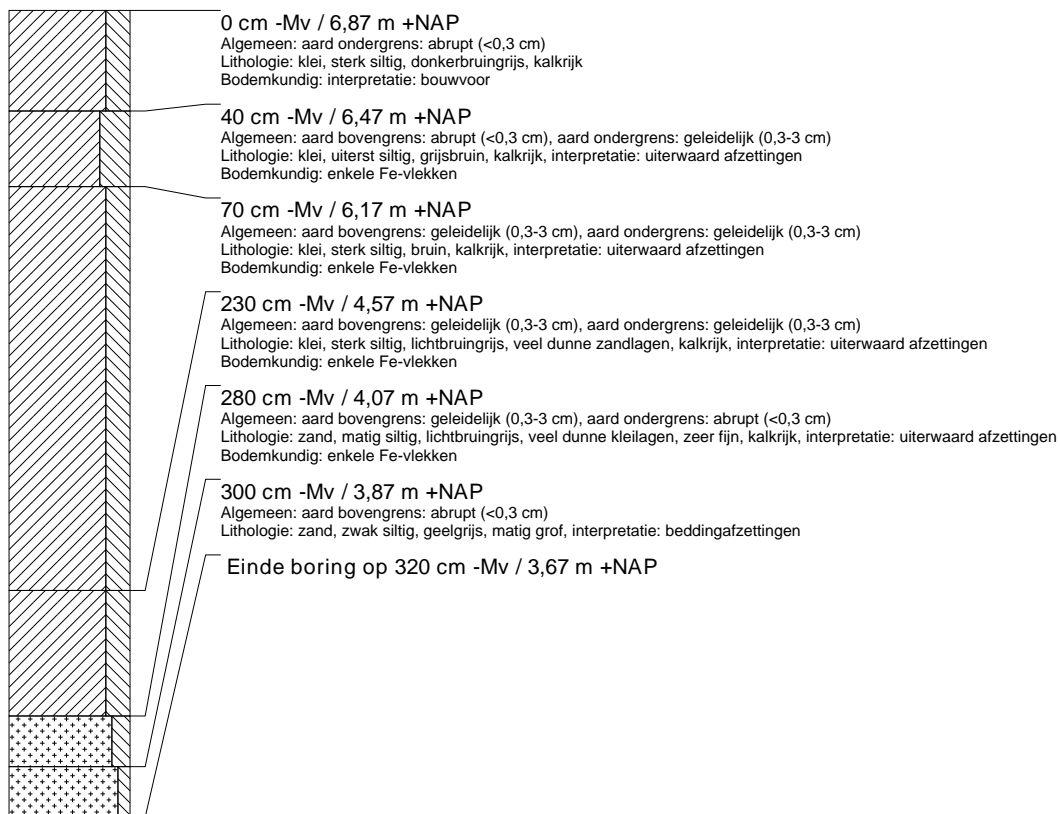 0 cm -Mv / 6,87 m +NAP
Algemeen: aard ondergrens: abrupt (<0,3 cm)
Lithologie: klei, sterk siltig, donkerbruingrijs, kalkrijk
Bodemkundig: interpretatie: bouwvoor
40 cm -Mv / 6,47 m +NAP
Algemeen: aard bovengrens: abrupt (<0,3 cm), aard ondergrens: geleidelijk (0,3-3 cm)
Lithologie: klei, uiterst siltig, grijsbruin, kalkrijk, interpretatie: uiterwaard afzettingen
Bodemkundig: enkele Fe-vlekken
70 cm -Mv / 6,17 m +NAP
Algemeen: aard bovengrens: geleidelijk (0,3-3 cm), aard ondergrens: geleidelijk (0,3-3 cm)
Lithologie: klei, sterk siltig, bruin, kalkrijk, interpretatie: uiterwaard afzettingen
Bodemkundig: enkele Fe-vlekken
230 cm -Mv / 4,57 m +NAP
Algemeen: aard bovengrens: geleidelijk (0,3-3 cm), aard ondergrens: geleidelijk (0,3-3 cm)
Lithologie: klei, sterk siltig, lichtbruingrijs, veel dunne zandlagen, kalkrijk, interpretatie: uiterwaard afzettingen
Bodemkundig: enkele Fe-vlekken
280 cm -Mv / 4,07 m +NAP
Algemeen: aard bovengrens: geleidelijk (0,3-3 cm), aard ondergrens: abrupt (<0,3 cm)
Lithologie: zand, matig siltig, lichtbruingrijs, veel dunne kleilagen, zeer fijn, kalkrijk, interpretatie: uiterwaard afzettingen
Bodemkundig: enkele Fe-vlekken
300 cm -Mv / 3,87 m +NAP
Algemeen: aard bovengrens: abrupt (<0,3 cm)
Lithologie: zand, zwak siltig, geelgrijs, matig grof, interpretatie: beddingafzettingen
Einde boring op 320 cm -Mv / 3,67 m +NAP